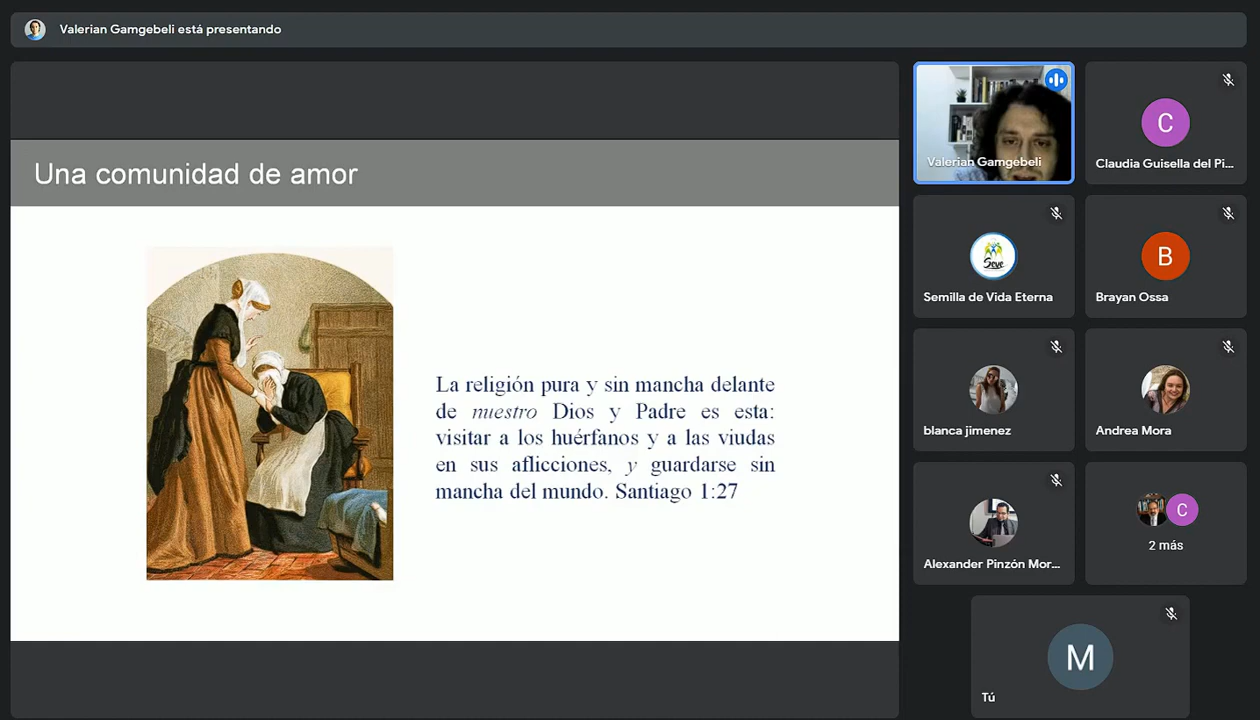 Valerian Gamgebeli está presentando
Una comunidad de amor
La religión pura y sin mancha delante
de nuestro Dios y Padre es esta:
visitar a los huérfanos y a las viudas
en sus aflicciones, y guardarse sin
mancha del mundo. Santiago 1:27
Valerian Gamgebeli
C
Claudia Guisella del Pi...
Seve
Semilla de Vida Eterna
B
Brayan Ossa
blanca jimenez
Andrea Mora
Alexander Pinzón Mor...
C
2 más
M
Tú